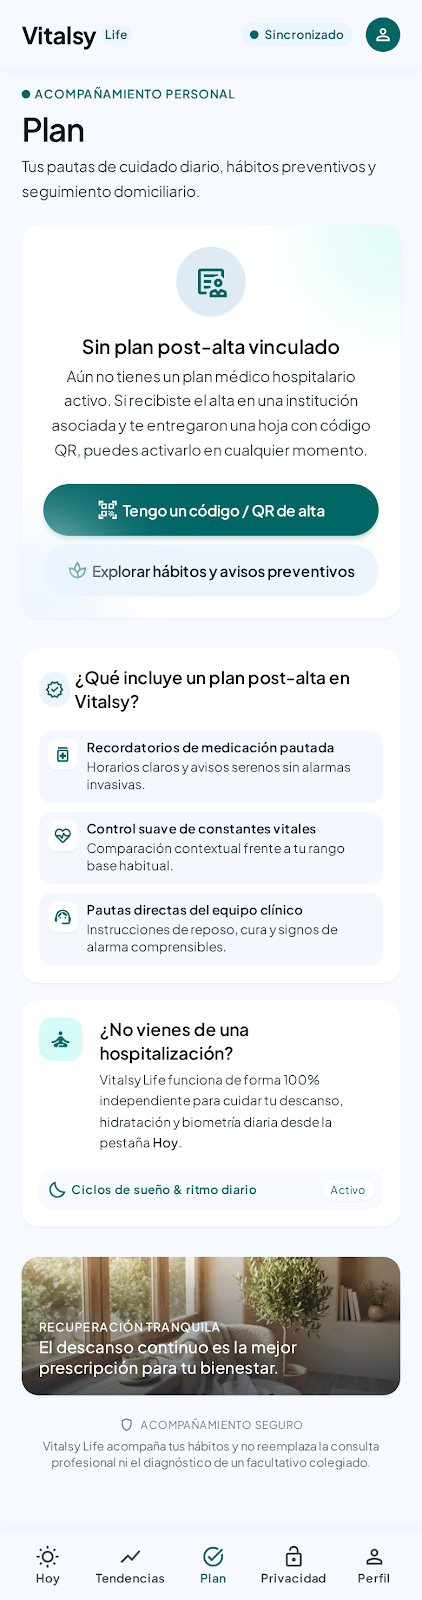 Vitalsy Life
Sincronizado
ACOMPAÑAMIENTO PERSONAL
Plan
Tus pautas de cuidado diario, hábitos preventivos y
seguimiento domiciliario.
Sin plan post-alta vinculado
Aún no tienes un plan médico hospitalario
activo. Si recibiste el alta en una institución
asociada y te entregaron una hoja con código
QR, puedes activarlo en cualquier momento.
Tengo un código / QR de alta
Explorar hábitos y avisos preventivos
¿Qué incluye un plan post-alta en
Vitalsy?
Recordatorios de medicación pautada
Horarios claros y avisos serenos sin alarmas
invasivas.
Control suave de constantes vitales
Comparación contextual frente a tu rango
base habitual.
Pautas directas del equipo clínico
Instrucciones de reposo, cura y signos de
alarma comprensibles.
¿No vienes de una
hospitalización?
Vitalsy Life funciona de forma 100%
independiente para cuidar tu descanso,
hidratación y biometría diaria desde la
pestaña Hoy.
Ciclos de sueño & ritmo diario
Activo
RECUPERACIÓN TRANQUILA
El descanso continuo es la mejor
prescripción para tu bienestar.
ACOMPAÑAMIENTO SEGURO
Vitalsy Life acompaña tus hábitos y no reemplaza la consulta
profesional ni el diagnóstico de un facultativo colegiado.
Hoy
Tendencias
Plan
Privacidad
Perfil